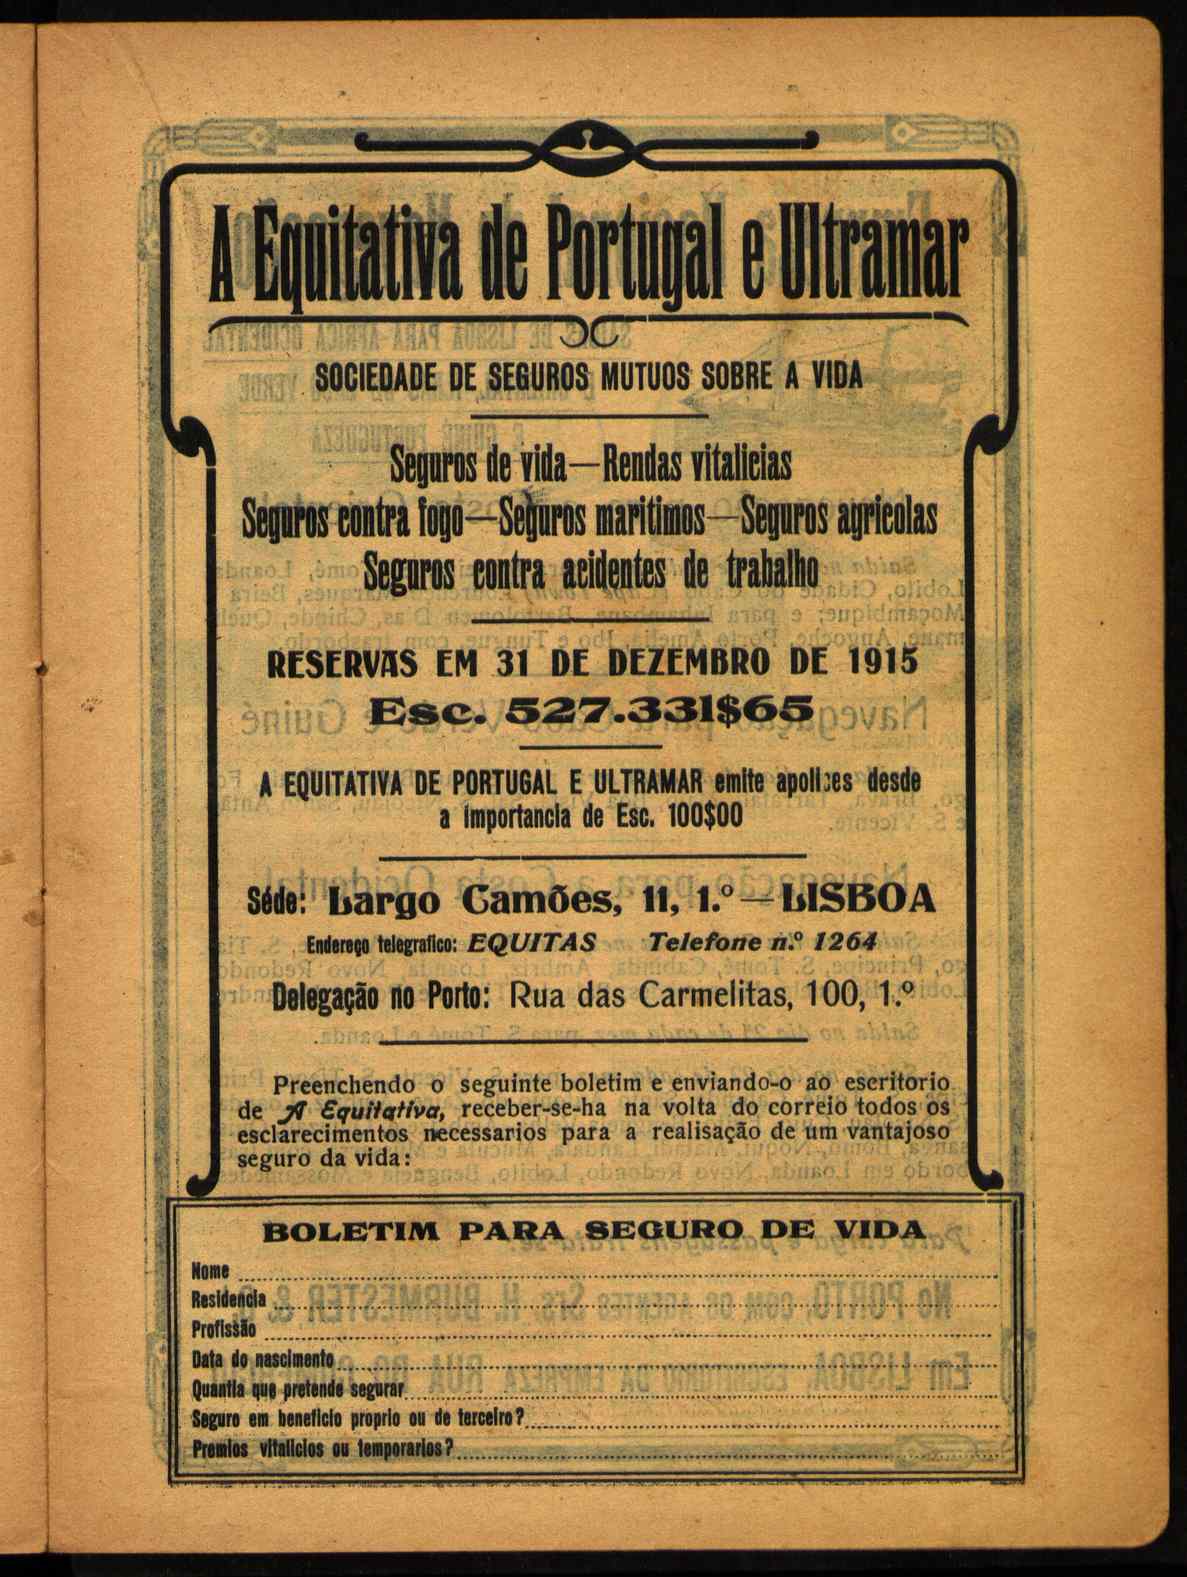 A Equitativa de Portugal e Ultramar
SOCIEDADE DE SEGUROS MUTUOS SOBRE A VIDA
Seguros de vida—Rendas vitalicias
Seguros contra fogo—Seguros maritimos—Seguros agricolas
Seguros contra acidentes de trabalho
RESERVAS EM 31 DE DEZEMBRO DE 1915
Esc. 527.331$65
A EQUITATIVA DE PORTUGAL E ULTRAMAR emite apolices desde
a importancia de Esc. 100$00
Séde: Largo Camões, 11, 1.º—LISBOA
Endereço telegrafico: EQUITAS Telefone n.º 1264
Delegação no Porto: Rua das Carmelitas, 100, 1.º
Preenchendo o seguinte boletim e enviando-o ao escritorio
de A Equitativa, receber-se-ha na volta do correio todos os
esclarecimentos necessarios para a realisação de um vantajoso
seguro da vida:
BOLETIM PARA SEGURO DE VIDA
Nome
Residencia
Profissão
Data do nascimento
Quantia que pretende segurar
Seguro em beneficio proprio ou de terceiro?
Premios vitalicios ou temporarios?